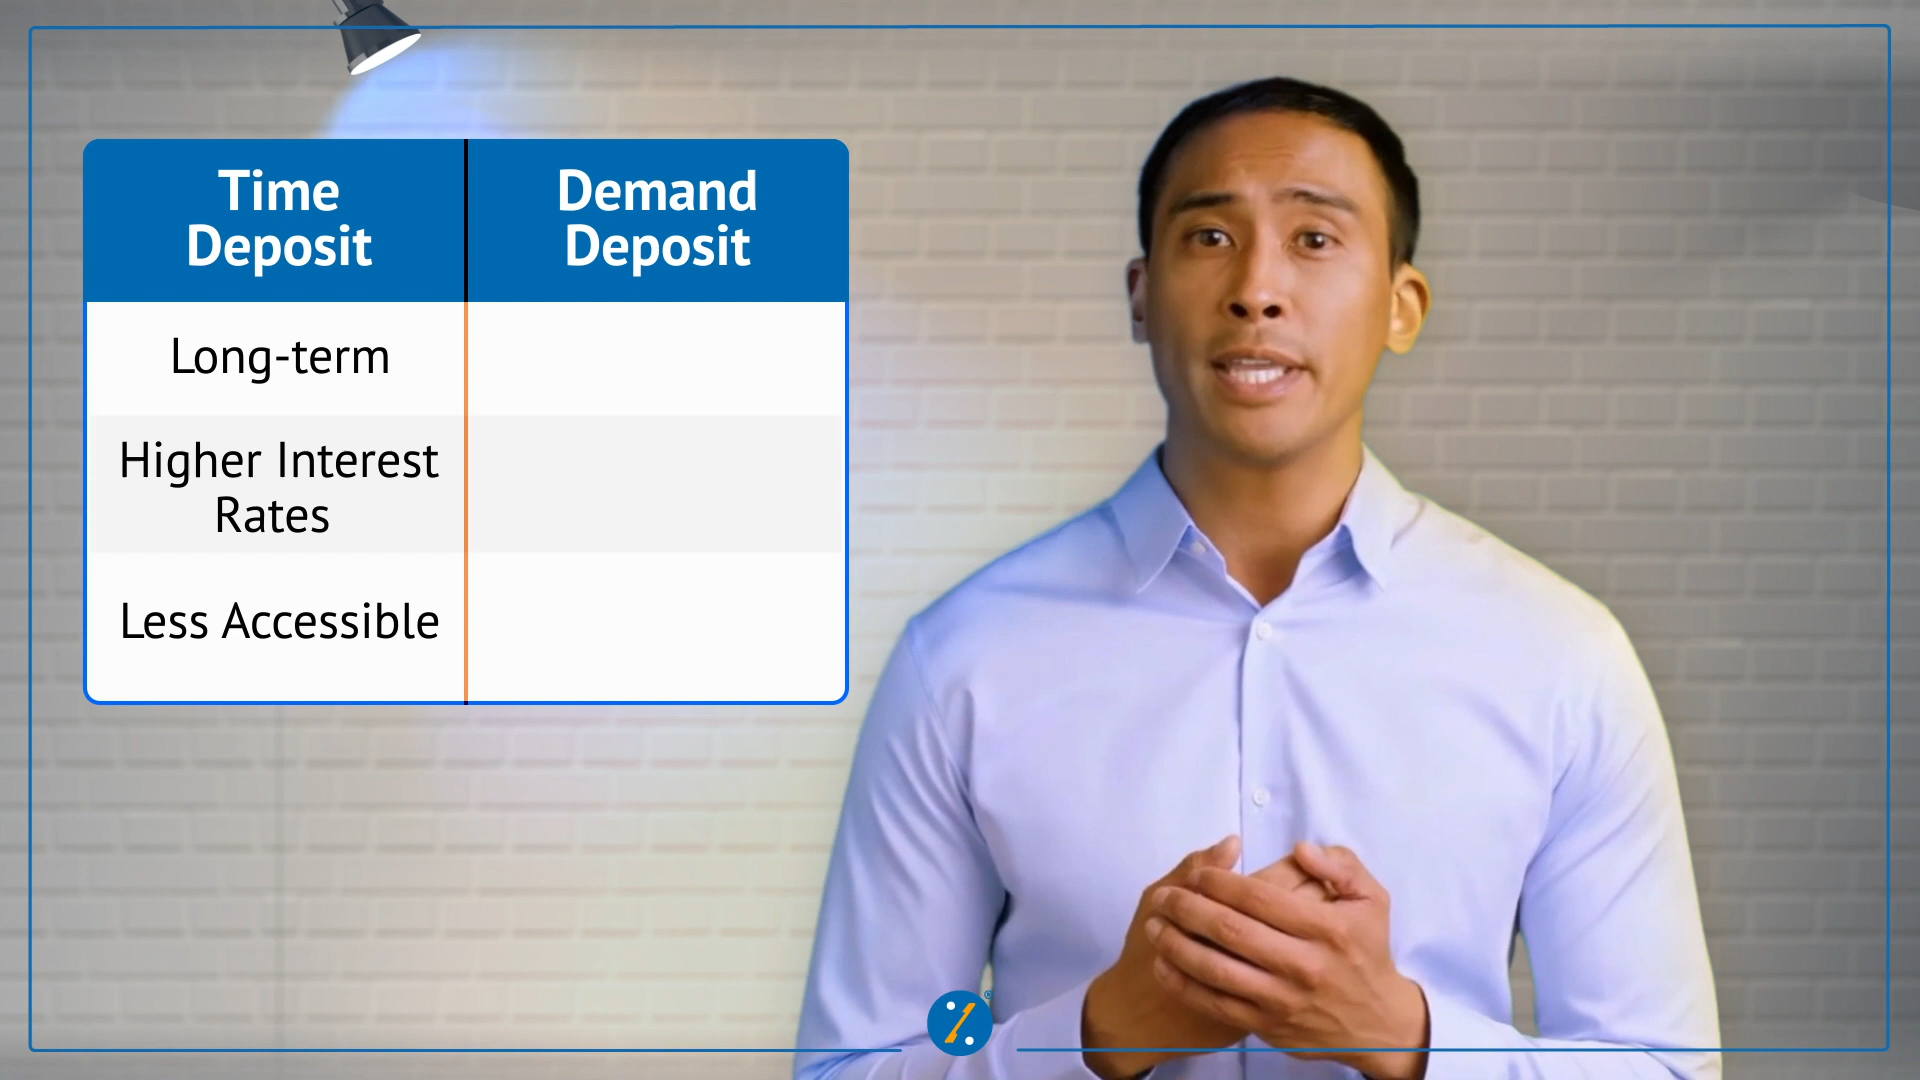 Time
Deposit
Demand
Deposit
Long-term
Higher Interest
Rates
Less Accessible